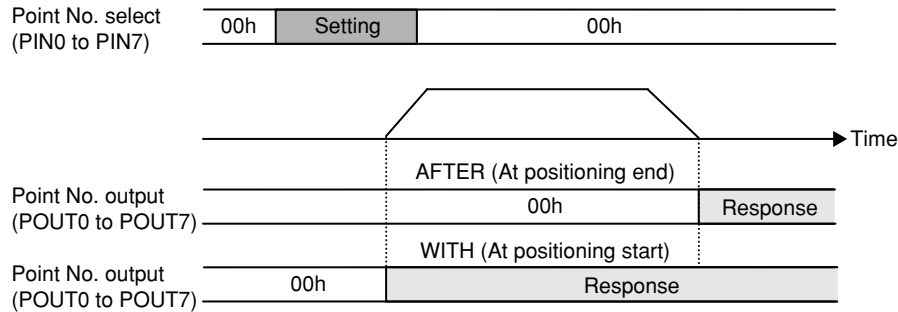 Point No. select
(PIN0 to PIN7)
00h Setting 00h
Time
AFTER (At positioning end)
Point No. output
(POUT0 to POUT7)
00h Response
WITH (At positioning start)
Point No. output
(POUT0 to POUT7)
00h Response